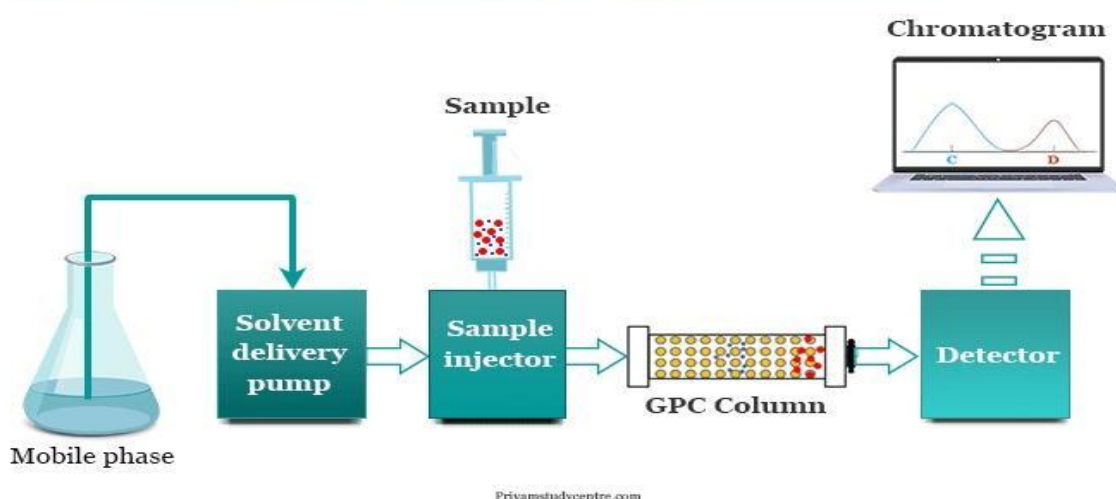 Chromatogram
C
D
Sample
Solvent
delivery
pump
Sample
injector
GPC Column
Detector
Mobile phase
Priyamstudycentre.com